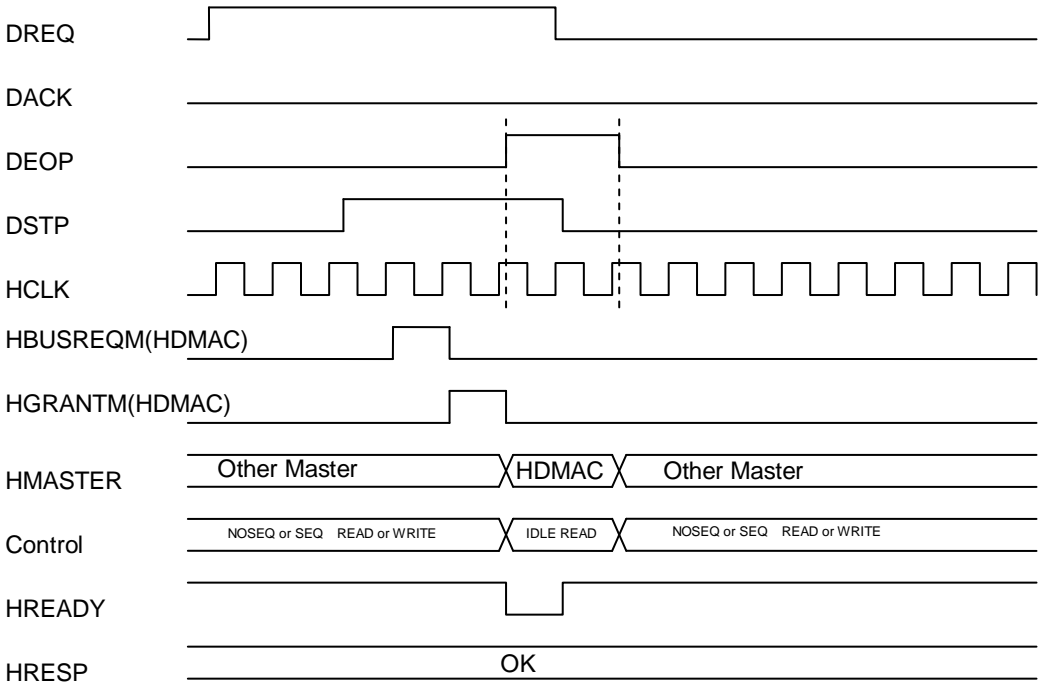 DREQ
DACK
DEOP
DSTP
HCLK
HBUSREQM(HDMAC)
HGRANTM(HDMAC)
HMASTER Other Master HDMAC Other Master
Control NOSEQ or SEQ READ or WRITE IDLE READ NOSEQ or SEQ READ or WRITE
HREADY
HRESP OK